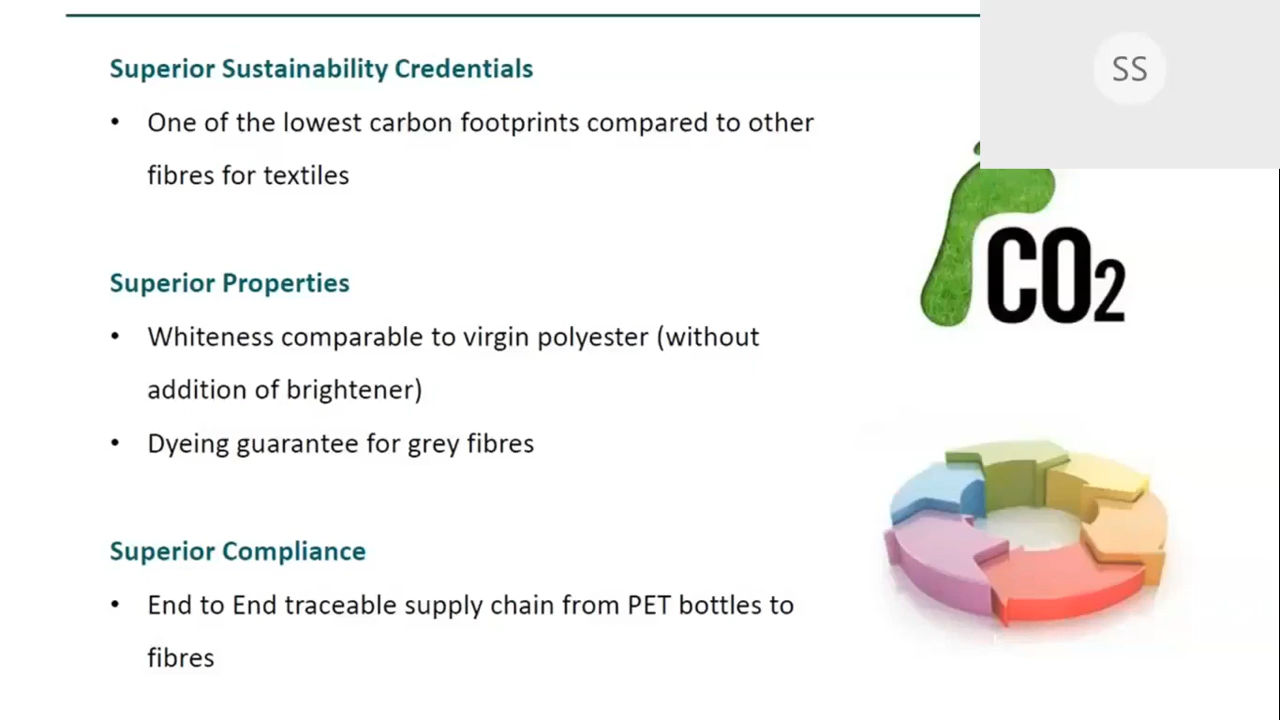 Superior Sustainability Credentials
• One of the lowest carbon footprints compared to other
fibres for textiles
Superior Properties
• Whiteness comparable to virgin polyester (without
addition of brightener)
• Dyeing guarantee for grey fibres
Superior Compliance
• End to End traceable supply chain from PET bottles to
fibres
SS
CO2